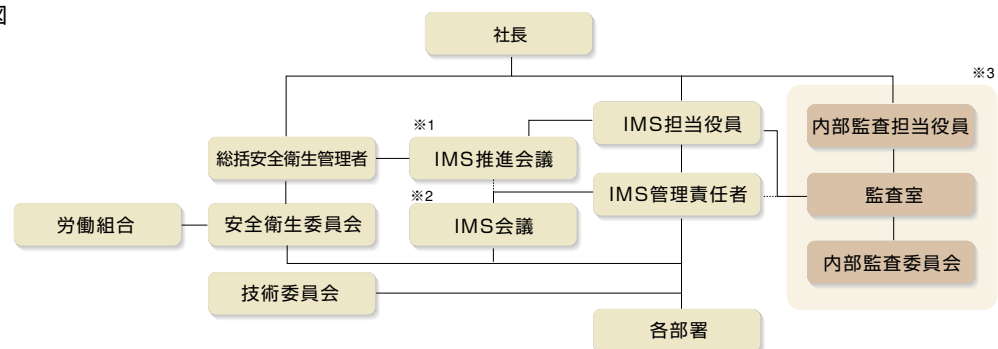 図
社長
※3
※1
IMS担当役員
内部監査担当役員
総括安全衛生管理者
IMS推進会議
※2
IMS管理責任者
監査室
労働組合
安全衛生委員会
IMS会議
内部監査委員会
技術委員会
各部署